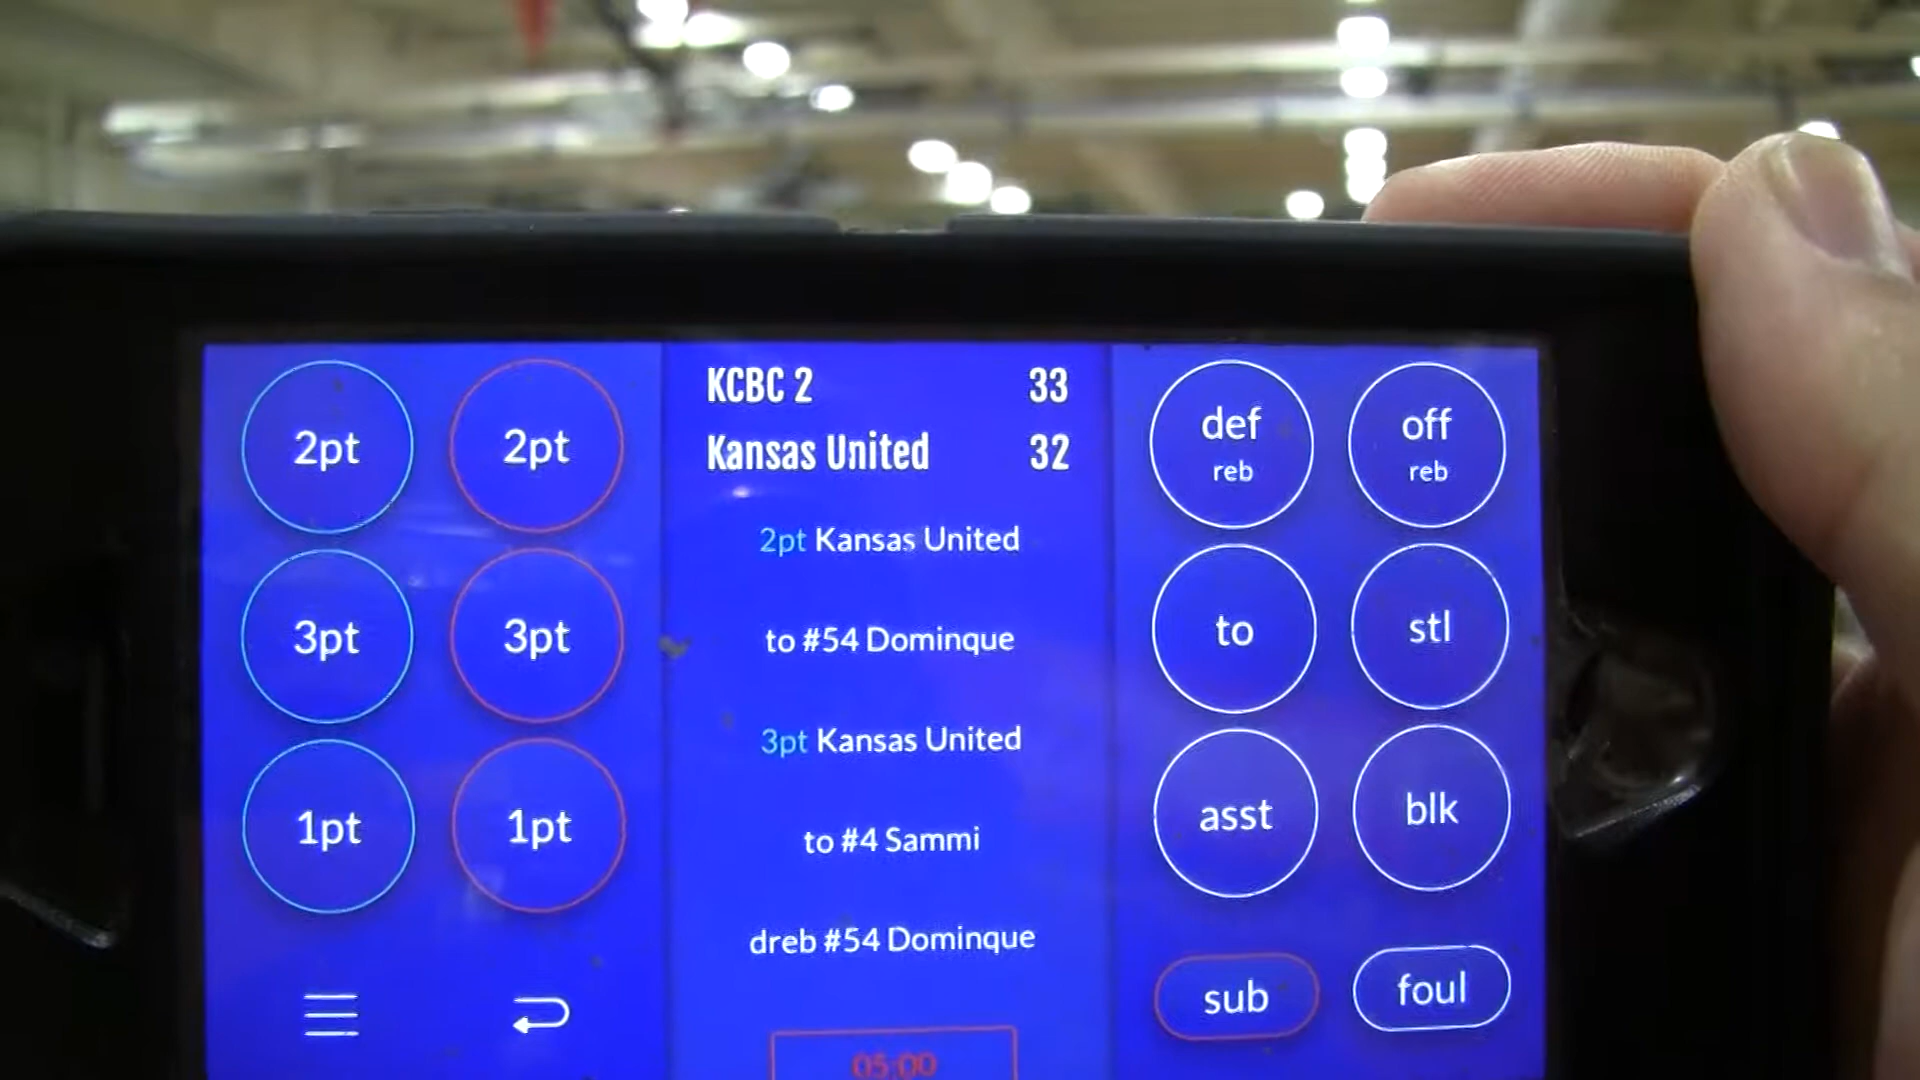 2pt
2pt
3pt
3pt
1pt
1pt
KCBC 2 33
Kansas United 32
2pt Kansas United
to #54 Dominque
3pt Kansas United
to #4 Sammi
dreb #54 Dominque
05:00
def
reb
off
reb
to
stl
asst
blk
sub
foul